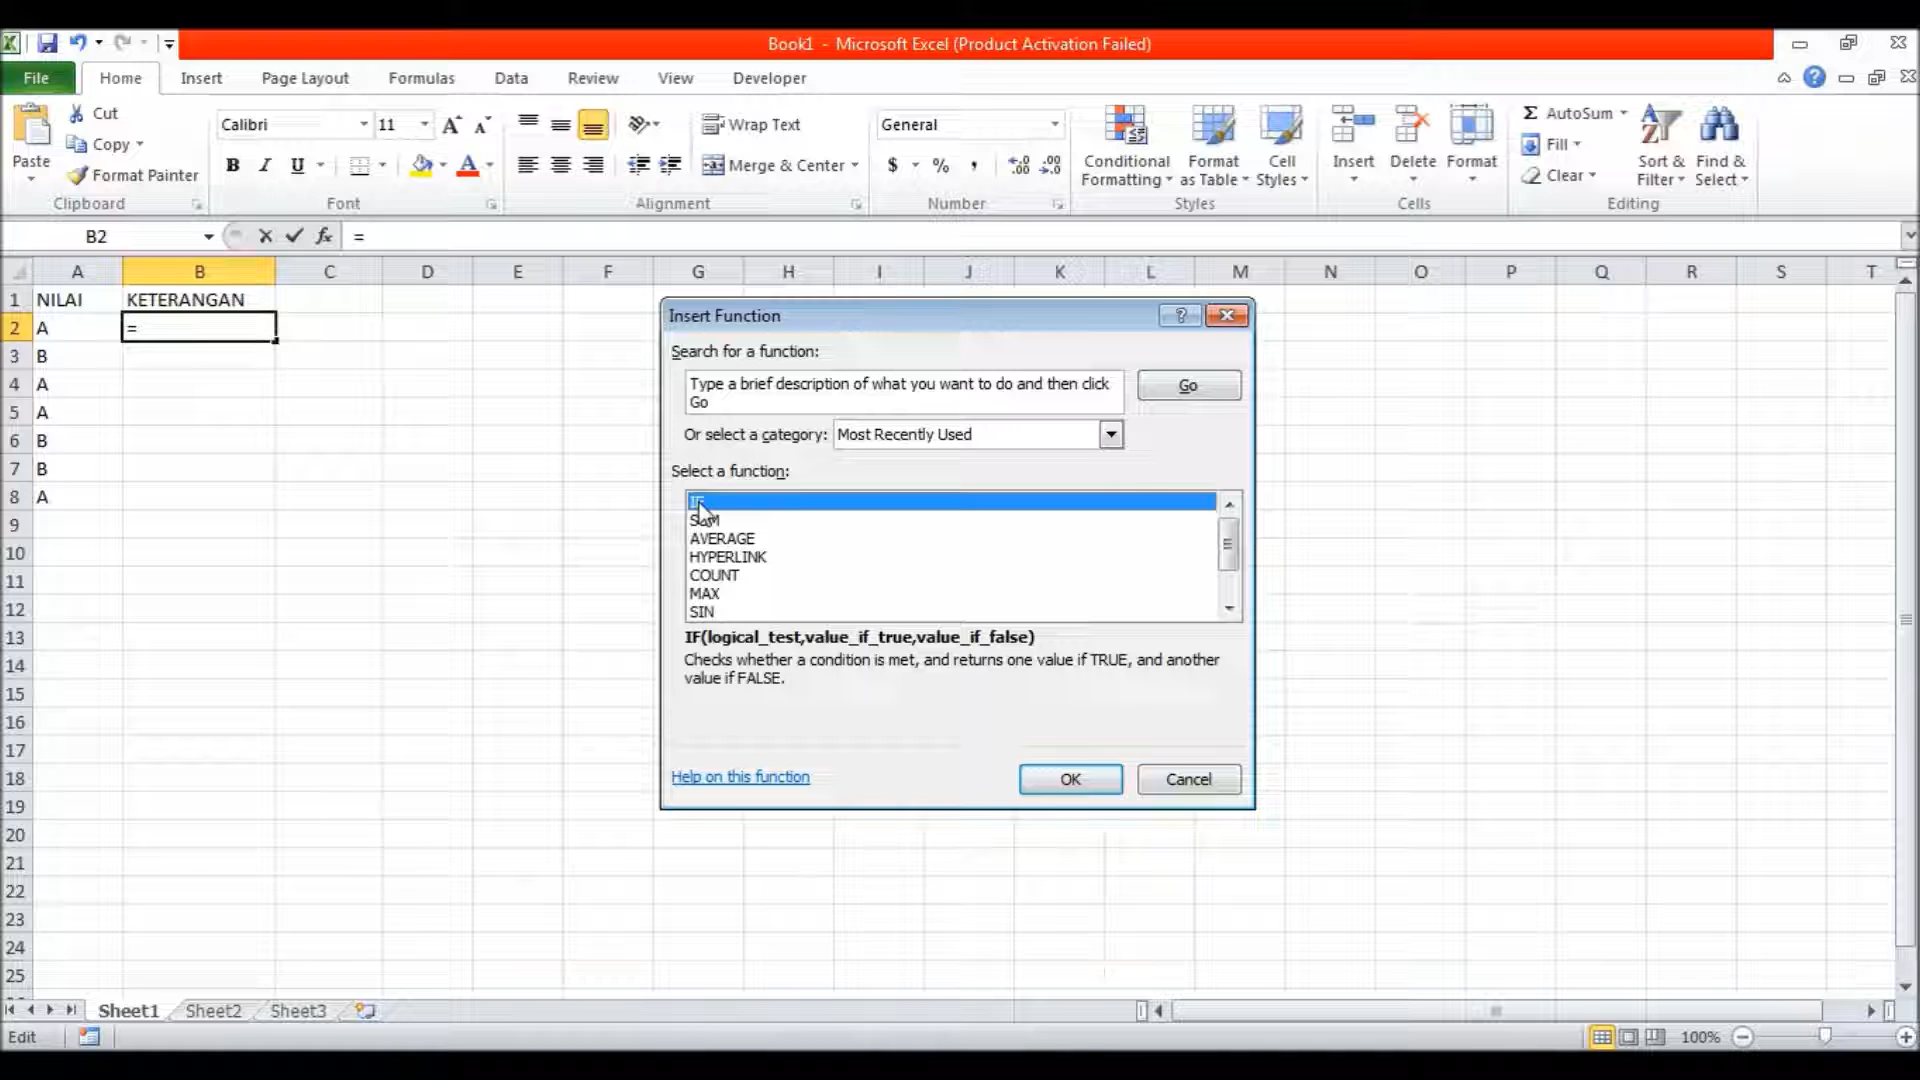 Book1 - Microsoft Excel (Product Activation Failed)
File Home Insert Page Layout Formulas Data Review View Developer
Paste
Cut
Copy
Format Painter
Clipboard
Calibri 11
B I U
Font
Wrap Text
Merge & Center
Alignment
General
$ % ,
Number
Conditional Formatting
Format as Table
Cell Styles
Styles
Insert Delete Format
Cells
AutoSum
Fill
Clear
Sort & Filter
Find & Select
Editing
B2 fx =
A B C D E F G H I J K L M N O P Q R S T
1 NILAI KETERANGAN
2 A =
3 B
4 A
5 A
6 B
7 B
8 A
9
10
11
12
13
14
15
16
17
18
19
20
21
22
23
24
25
Insert Function
Search for a function:
Type a brief description of what you want to do and then click
Go
Go
Or select a category: Most Recently Used
Select a function:
IF
SUM
AVERAGE
HYPERLINK
COUNT
MAX
SIN
IF(logical_test,value_if_true,value_if_false)
Checks whether a condition is met, and returns one value if TRUE, and another
value if FALSE.
Help on this function
OK Cancel
Sheet1 Sheet2 Sheet3
Edit 100%